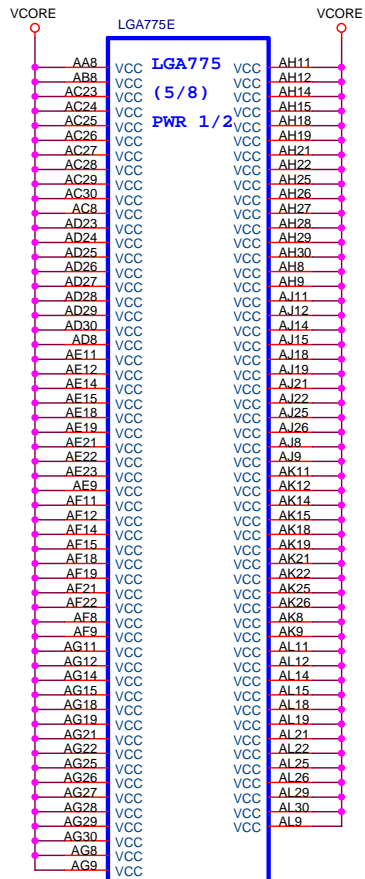 VCORE LGA775E VCORE
AA8 VCC LGA775 VCC AH11
AB8 VCC VCC AH12
AC23 VCC (5/8) VCC AH14
AC24 VCC VCC AH15
AC25 VCC PWR 1/2 VCC AH18
AC26 VCC VCC AH19
AC27 VCC VCC AH21
AC28 VCC VCC AH22
AC29 VCC VCC AH25
AC30 VCC VCC AH26
AC8 VCC VCC AH27
AD23 VCC VCC AH28
AD24 VCC VCC AH29
AD25 VCC VCC AH30
AD26 VCC VCC AH8
AD27 VCC VCC AH9
AD28 VCC VCC AJ11
AD29 VCC VCC AJ12
AD30 VCC VCC AJ14
AD8 VCC VCC AJ15
AE11 VCC VCC AJ18
AE12 VCC VCC AJ19
AE14 VCC VCC AJ21
AE15 VCC VCC AJ22
AE18 VCC VCC AJ25
AE19 VCC VCC AJ26
AE21 VCC VCC AJ8
AE22 VCC VCC AJ9
AE23 VCC VCC AK11
AE9 VCC VCC AK12
AF11 VCC VCC AK14
AF12 VCC VCC AK15
AF14 VCC VCC AK18
AF15 VCC VCC AK19
AF18 VCC VCC AK21
AF19 VCC VCC AK22
AF21 VCC VCC AK25
AF22 VCC VCC AK26
AF8 VCC VCC AK8
AF9 VCC VCC AK9
AG11 VCC VCC AL11
AG12 VCC VCC AL12
AG14 VCC VCC AL14
AG15 VCC VCC AL15
AG18 VCC VCC AL18
AG19 VCC VCC AL19
AG21 VCC VCC AL21
AG22 VCC VCC AL22
AG25 VCC VCC AL25
AG26 VCC VCC AL26
AG27 VCC VCC AL29
AG28 VCC VCC AL30
AG29 VCC VCC AL9
AG30 VCC
AG8 VCC
AG9 VCC